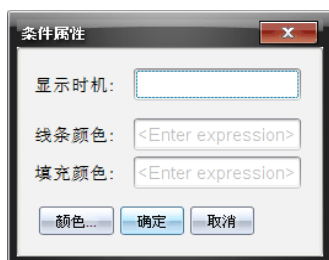 条件属性
显示时机:
线条颜色: <Enter expression>
填充颜色: <Enter expression>
颜色... 确定 取消